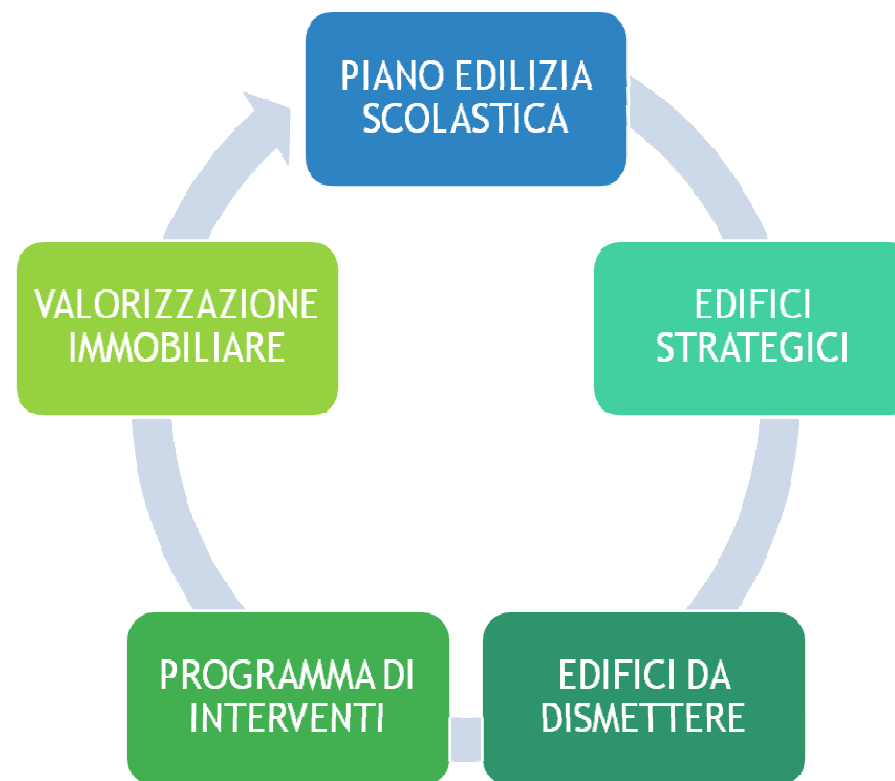 PIANO EDILIZIA
SCOLASTICA
EDIFICI
STRATEGICI
EDIFICI DA
DISMETTERE
PROGRAMMA DI
INTERVENTI
VALORIZZAZIONE
IMMOBILIARE